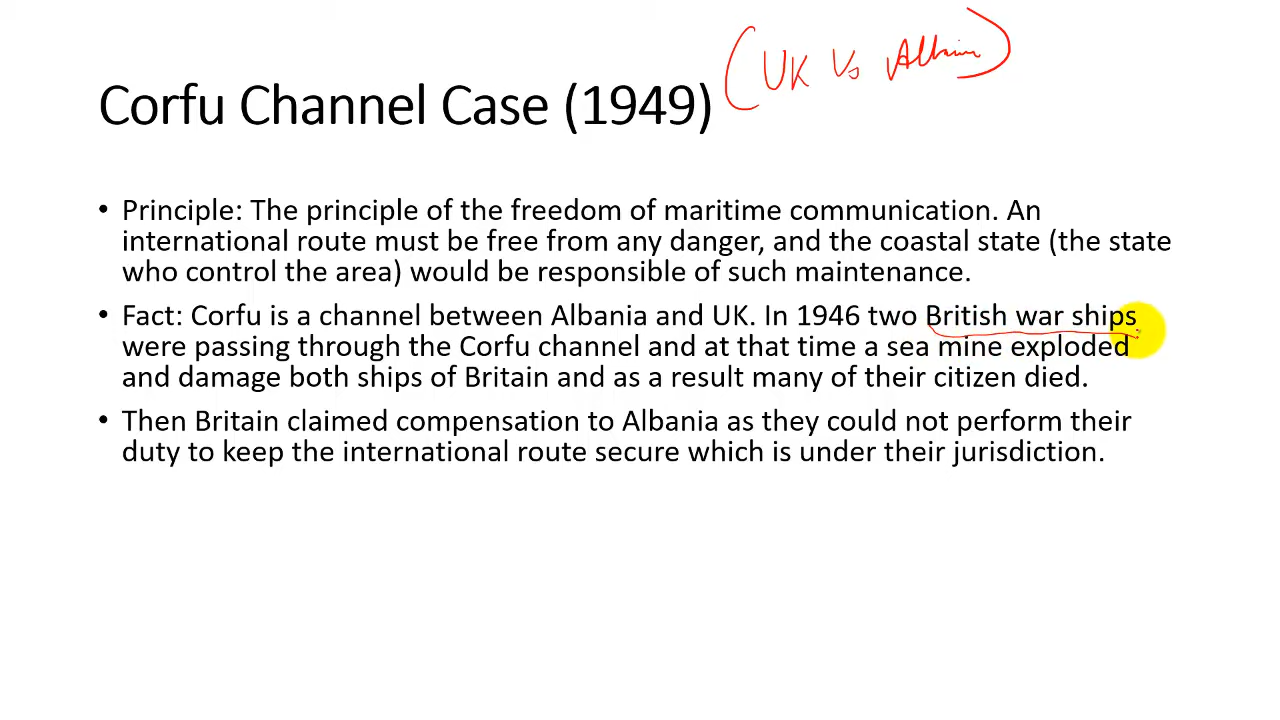 (UK Vs Albania)
Corfu Channel Case (1949)
• Principle: The principle of the freedom of maritime communication. An
international route must be free from any danger, and the coastal state (the state
who control the area) would be responsible of such maintenance.
• Fact: Corfu is a channel between Albania and UK. In 1946 two British war ships
were passing through the Corfu channel and at that time a sea mine exploded
and damage both ships of Britain and as a result many of their citizen died.
• Then Britain claimed compensation to Albania as they could not perform their
duty to keep the international route secure which is under their jurisdiction.